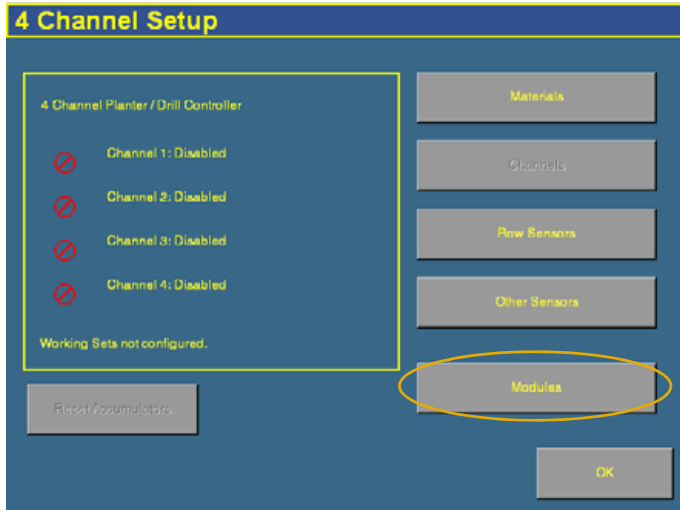 4 Channel Setup
4 Channel Planter / Drill Controller
Channel 1: Disabled
Channel 2: Disabled
Channel 3: Disabled
Channel 4: Disabled
Working Sets not configured.
Reset Accumulators
Materials
Channels
Row Sensors
Other Sensors
Modules
OK